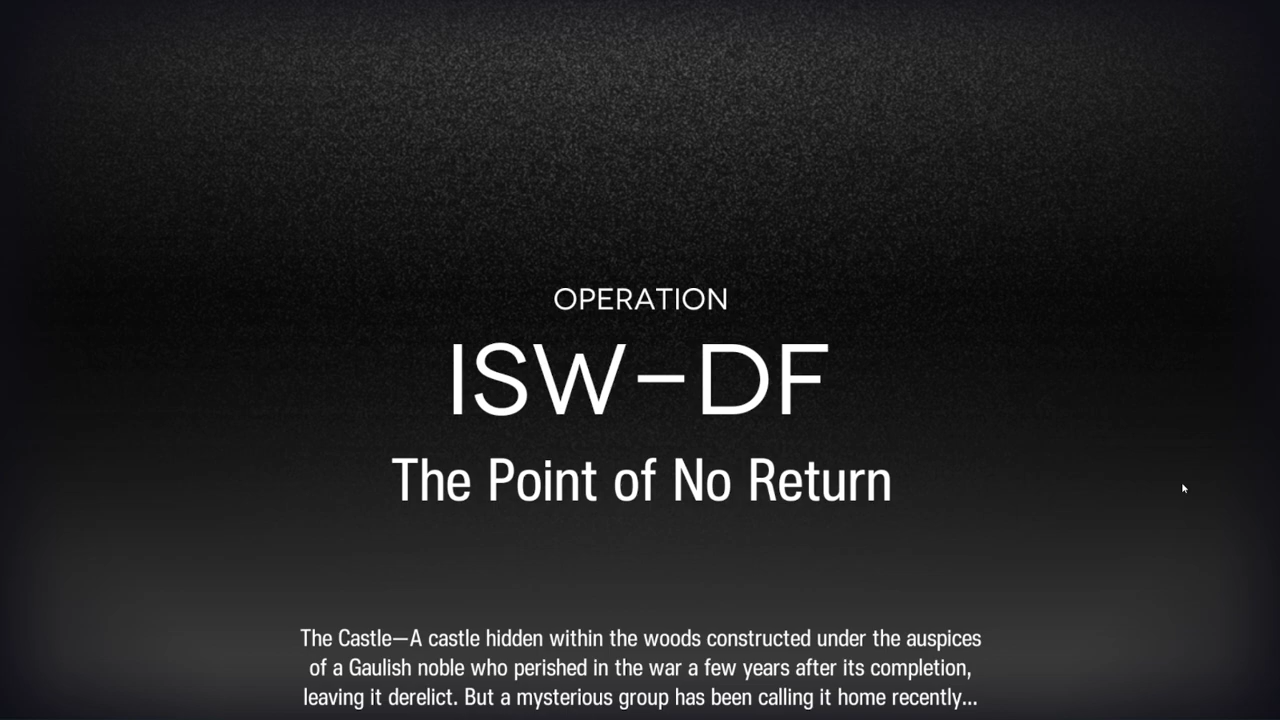 OPERATION
ISW-DF
The Point of No Return
The Castle—A castle hidden within the woods constructed under the auspices
of a Gaulish noble who perished in the war a few years after its completion,
leaving it derelict. But a mysterious group has been calling it home recently...